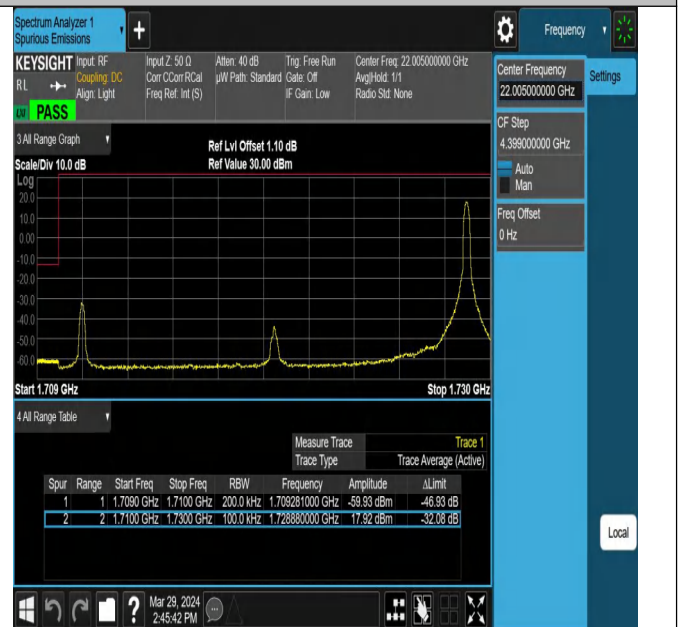 Spectrum Analyzer 1
Spurious Emissions
+
Frequency
KEYSIGHT Input: RF Input Z: 50 Ω Atten: 40 dB Trig: Free Run Center Freq: 22.005000000 GHz
RL Coupling: DC Corr CCorr RCal µW Path: Standard Gate: Off Avg|Hold: 1/1
Align: Light Freq Ref: Int (S) IF Gain: Low Radio Std: None
PASS
Center Frequency
22.005000000 GHz
Settings
CF Step
4.399000000 GHz
Auto
Man
Freq Offset
0 Hz
3 All Range Graph
Ref Lvl Offset 1.10 dB
Scale/Div 10.0 dB Ref Value 30.00 dBm
Log
20.0
10.0
0.00
-10.0
-20.0
-30.0
-40.0
-50.0
-60.0
Start 1.709 GHz Stop 1.730 GHz
4 All Range Table
Measure Trace Trace 1
Trace Type Trace Average (Active)
Spur Range Start Freq Stop Freq RBW Frequency Amplitude ΔLimit
1 1 1.7090 GHz 1.7100 GHz 200.0 kHz 1.709281000 GHz -59.93 dBm -46.93 dB
2 2 1.7100 GHz 1.7300 GHz 100.0 kHz 1.728880000 GHz 17.92 dBm -32.08 dB
Local
? Mar 29, 2024
2:45:42 PM